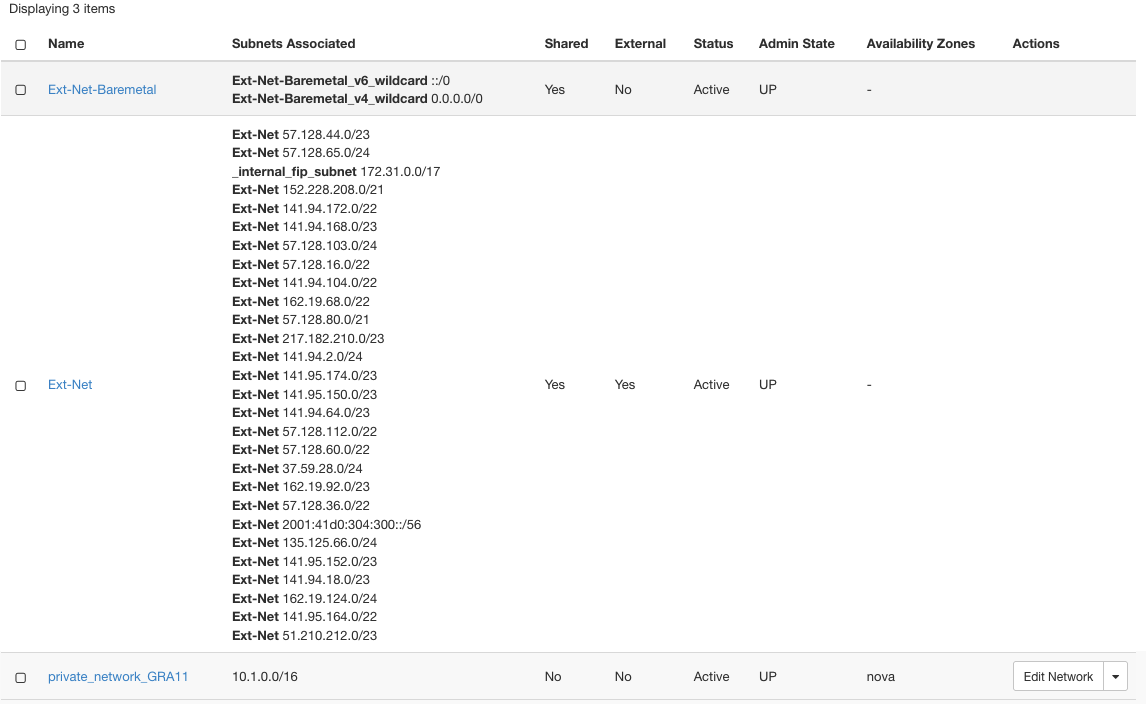 Displaying 3 items
Name Subnets Associated Shared External Status Admin State Availability Zones Actions
Ext-Net-Baremetal Ext-Net-Baremetal_v6_wildcard ::/0
Ext-Net-Baremetal_v4_wildcard 0.0.0.0/0 Yes No Active UP -
Ext-Net 57.128.44.0/23
Ext-Net 57.128.65.0/24
_internal_fip_subnet 172.31.0.0/17
Ext-Net 152.228.208.0/21
Ext-Net 141.94.172.0/22
Ext-Net 141.94.168.0/23
Ext-Net 57.128.103.0/24
Ext-Net 57.128.16.0/22
Ext-Net 141.94.104.0/22
Ext-Net 162.19.68.0/22
Ext-Net 57.128.80.0/21
Ext-Net 217.182.210.0/23
Ext-Net 141.94.2.0/24
Ext-Net 141.95.174.0/23
Ext-Net Yes Yes Active UP -
Ext-Net 141.95.150.0/23
Ext-Net 141.94.64.0/23
Ext-Net 57.128.112.0/22
Ext-Net 57.128.60.0/22
Ext-Net 37.59.28.0/24
Ext-Net 162.19.92.0/23
Ext-Net 57.128.36.0/22
Ext-Net 2001:41d0:304:300::/56
Ext-Net 135.125.66.0/24
Ext-Net 141.95.152.0/23
Ext-Net 141.94.18.0/23
Ext-Net 162.19.124.0/24
Ext-Net 141.95.164.0/22
Ext-Net 51.210.212.0/23
private_network_GRA11 10.1.0.0/16 No No Active UP nova Edit Network